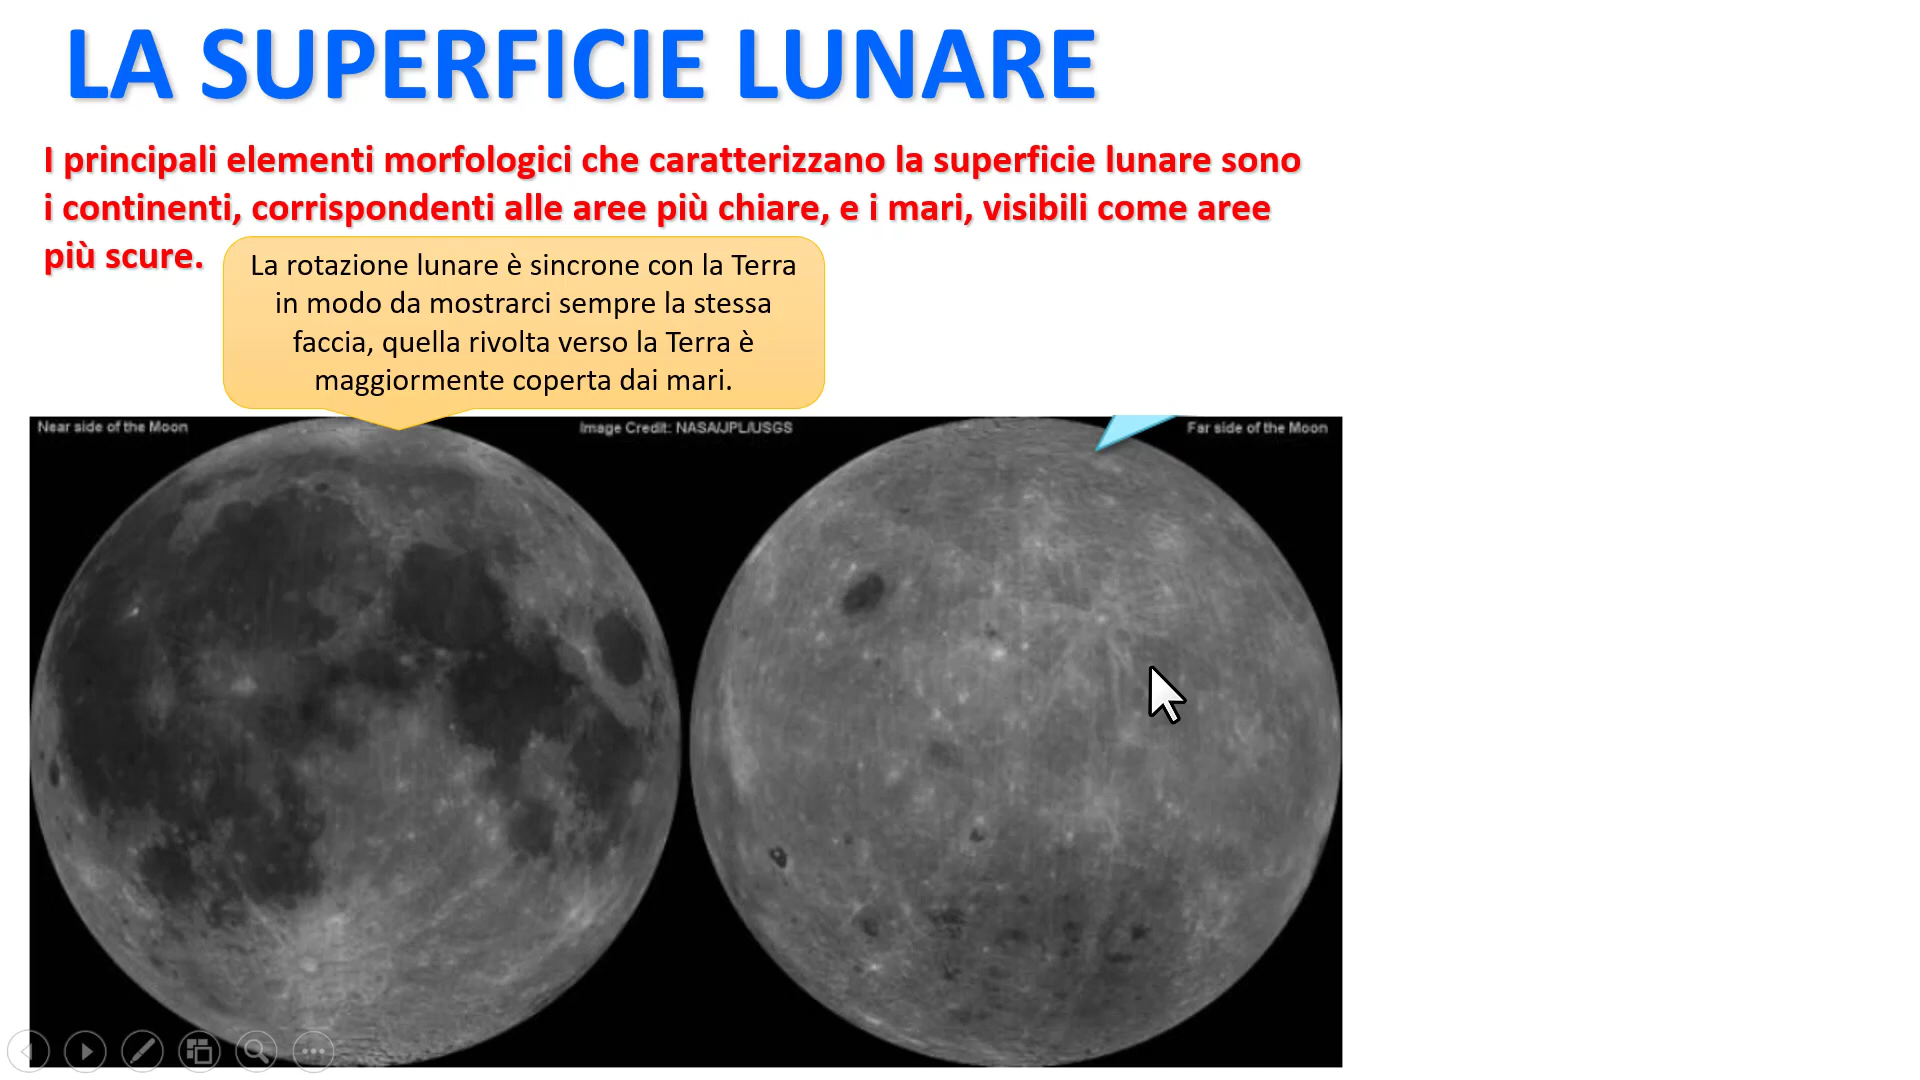 LA SUPERFICIE LUNARE
I principali elementi morfologici che caratterizzano la superficie lunare sono
i continenti, corrispondenti alle aree più chiare, e i mari, visibili come aree
più scure.
La rotazione lunare è sincrone con la Terra
in modo da mostrarci sempre la stessa
faccia, quella rivolta verso la Terra è
maggiormente coperta dai mari.
Near side of the Moon
Image Credit: NASA/JPL/USGS
Far side of the Moon